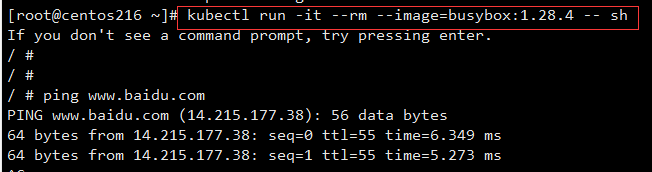 [root@centos216 ~]# kubectl run -it --rm --image=busybox:1.28.4 -- sh
If you don't see a command prompt, try pressing enter.
/ #
/ #
/ # ping www.baidu.com
PING www.baidu.com (14.215.177.38): 56 data bytes
64 bytes from 14.215.177.38: seq=0 ttl=55 time=6.349 ms
64 bytes from 14.215.177.38: seq=1 ttl=55 time=5.273 ms